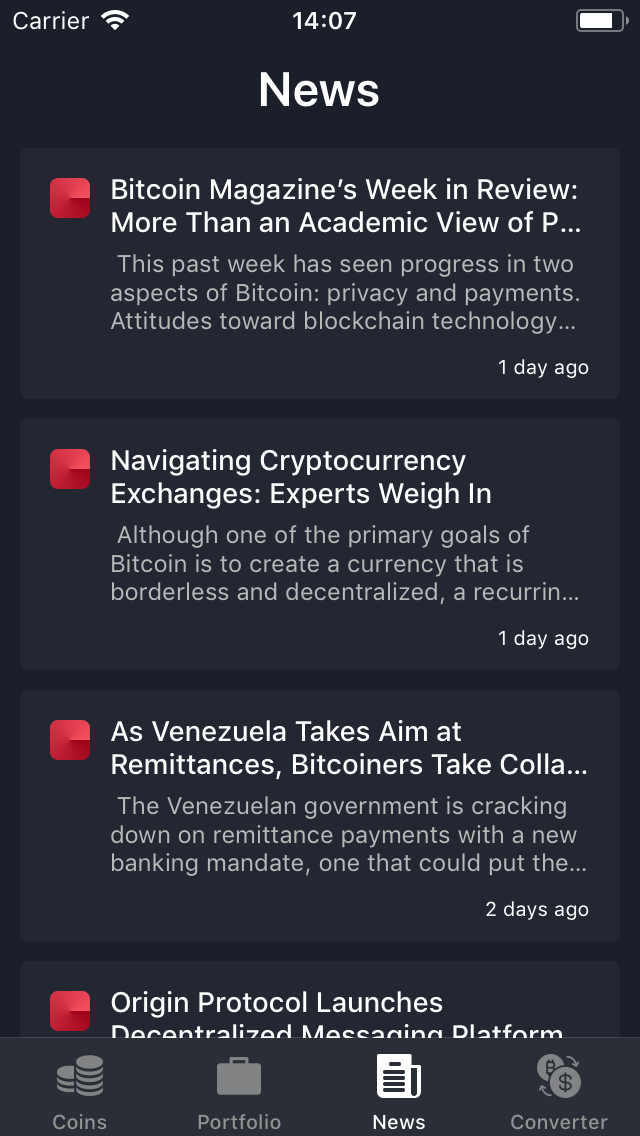 Carrier 14:07
News
Bitcoin Magazine’s Week in Review:
More Than an Academic View of P...
This past week has seen progress in two
aspects of Bitcoin: privacy and payments.
Attitudes toward blockchain technology...
1 day ago
Navigating Cryptocurrency
Exchanges: Experts Weigh In
Although one of the primary goals of
Bitcoin is to create a currency that is
borderless and decentralized, a recurrin...
1 day ago
As Venezuela Takes Aim at
Remittances, Bitcoiners Take Colla...
The Venezuelan government is cracking
down on remittance payments with a new
banking mandate, one that could put the...
2 days ago
Origin Protocol Launches
Decentralized Messaging Platform
Coins Portfolio News Converter